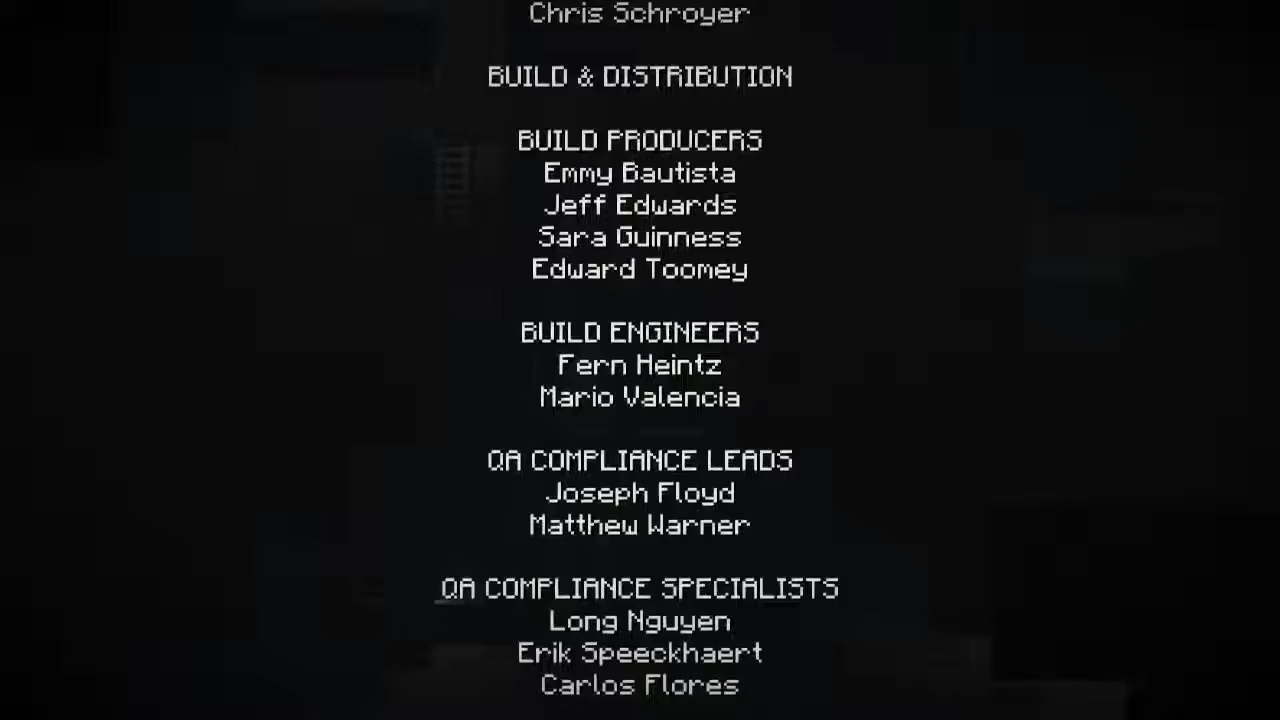 Chris Schroyer
BUILD & DISTRIBUTION
BUILD PRODUCERS
Emmy Bautista
Jeff Edwards
Sara Guinness
Edward Toomey
BUILD ENGINEERS
Fern Heintz
Mario Valencia
QA COMPLIANCE LEADS
Joseph Floyd
Matthew Warner
QA COMPLIANCE SPECIALISTS
Long Nguyen
Erik Speeckhaert
Carlos Flores